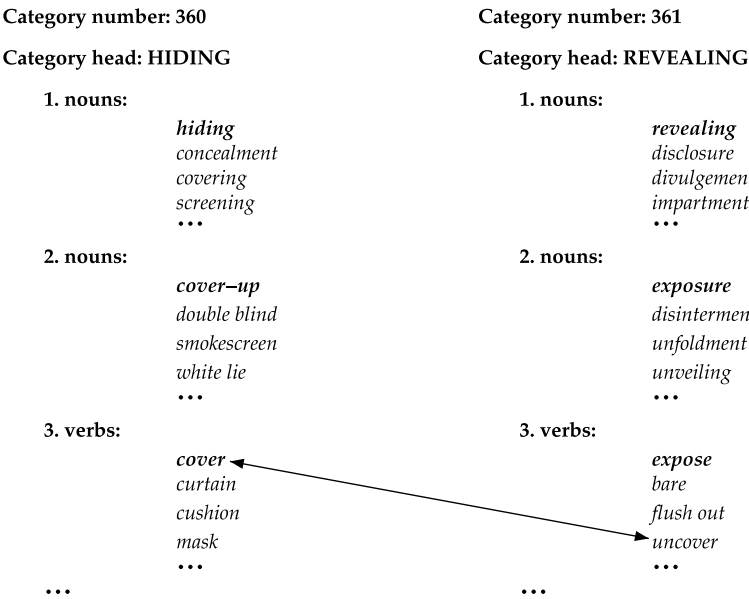 Category number: 360
Category head: HIDING
1. nouns:
hiding
concealment
covering
screening
...
2. nouns:
cover–up
double blind
smokescreen
white lie
...
3. verbs:
cover
curtain
cushion
mask
...
...
Category number: 361
Category head: REVEALING
1. nouns:
revealing
disclosure
divulgemen
impartment
...
2. nouns:
exposure
disintermen
unfoldment
unveiling
...
3. verbs:
expose
bare
flush out
uncover
...
...